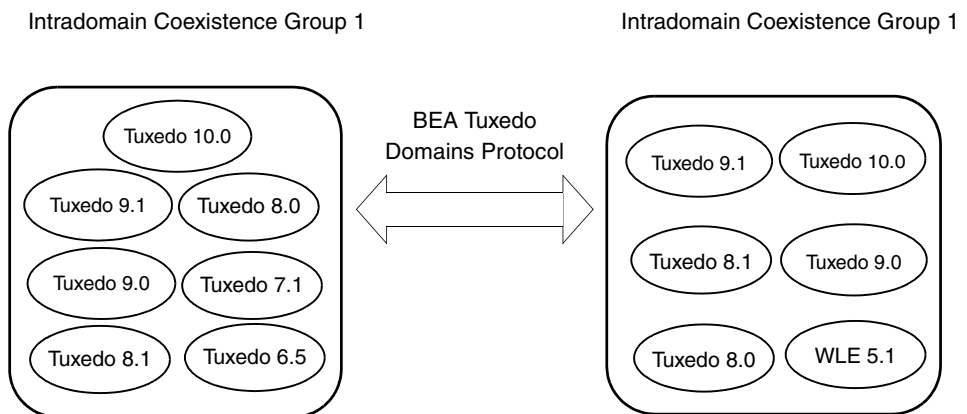 Intradomain Coexistence Group 1
Intradomain Coexistence Group 1
Tuxedo 10.0
Tuxedo 9.1
Tuxedo 8.0
Tuxedo 9.0
Tuxedo 7.1
Tuxedo 8.1
Tuxedo 6.5
BEA Tuxedo
Domains Protocol
Tuxedo 9.1
Tuxedo 10.0
Tuxedo 8.1
Tuxedo 9.0
Tuxedo 8.0
WLE 5.1